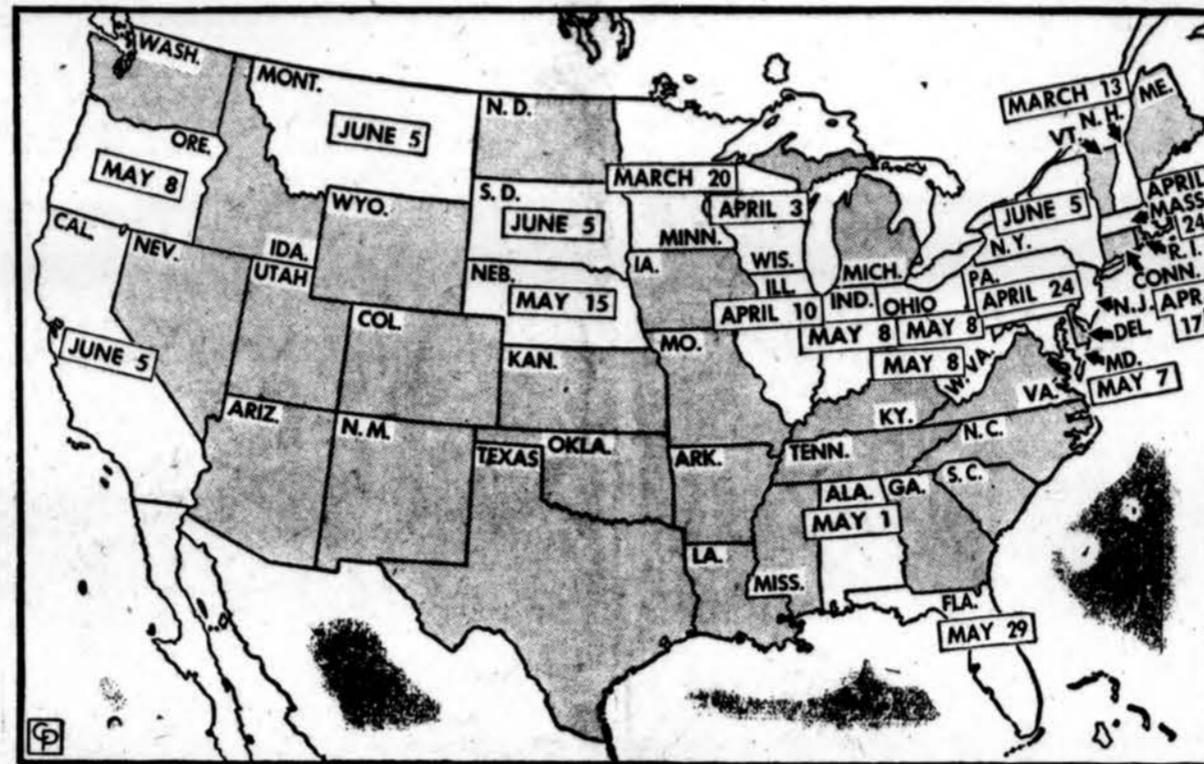 WASH.
MONT.
JUNE 5
N. D.
MARCH 13
N. H.
VT.
ME.
ORE.
MAY 8
WYO.
S. D.
JUNE 5
MARCH 20
MINN.
APRIL 3
WIS.
MICH.
JUNE 5
N. Y.
APRIL
MASS
24
R. I.
CONN.
CAL.
JUNE 5
NEV.
IDA.
UTAH
COL.
NEB.
MAY 15
IA.
ILL.
APRIL 10
IND.
MAY 8
OHIO
MAY 8
PA.
APRIL 24
N.J.
APR
17
DEL.
MD.
MAY 7
KAN.
MO.
MAY 8
W. VA.
VA.
KY.
ARIZ.
N. M.
TEXAS
OKLA.
ARK.
TENN.
N. C.
S. C.
ALA.
MAY 1
GA.
LA.
MISS.
FLA.
MAY 29
CP